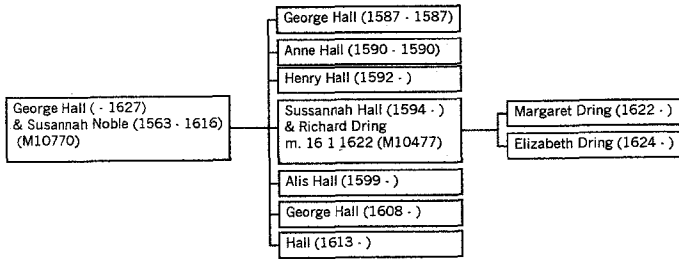 George Hall (1587 - 1587)
Anne Hall (1590 - 1590)
Henry Hall (1592 - )
George Hall ( - 1627)
& Susannah Noble (1563 - 1616)
(M10770)
Sussannah Hall (1594 - )
& Richard Dring
m. 16 1 1622 (M10477)
Margaret Dring (1622 - )
Elizabeth Dring (1624 - )
Alis Hall (1599 - )
George Hall (1608 - )
Hall (1613 - )